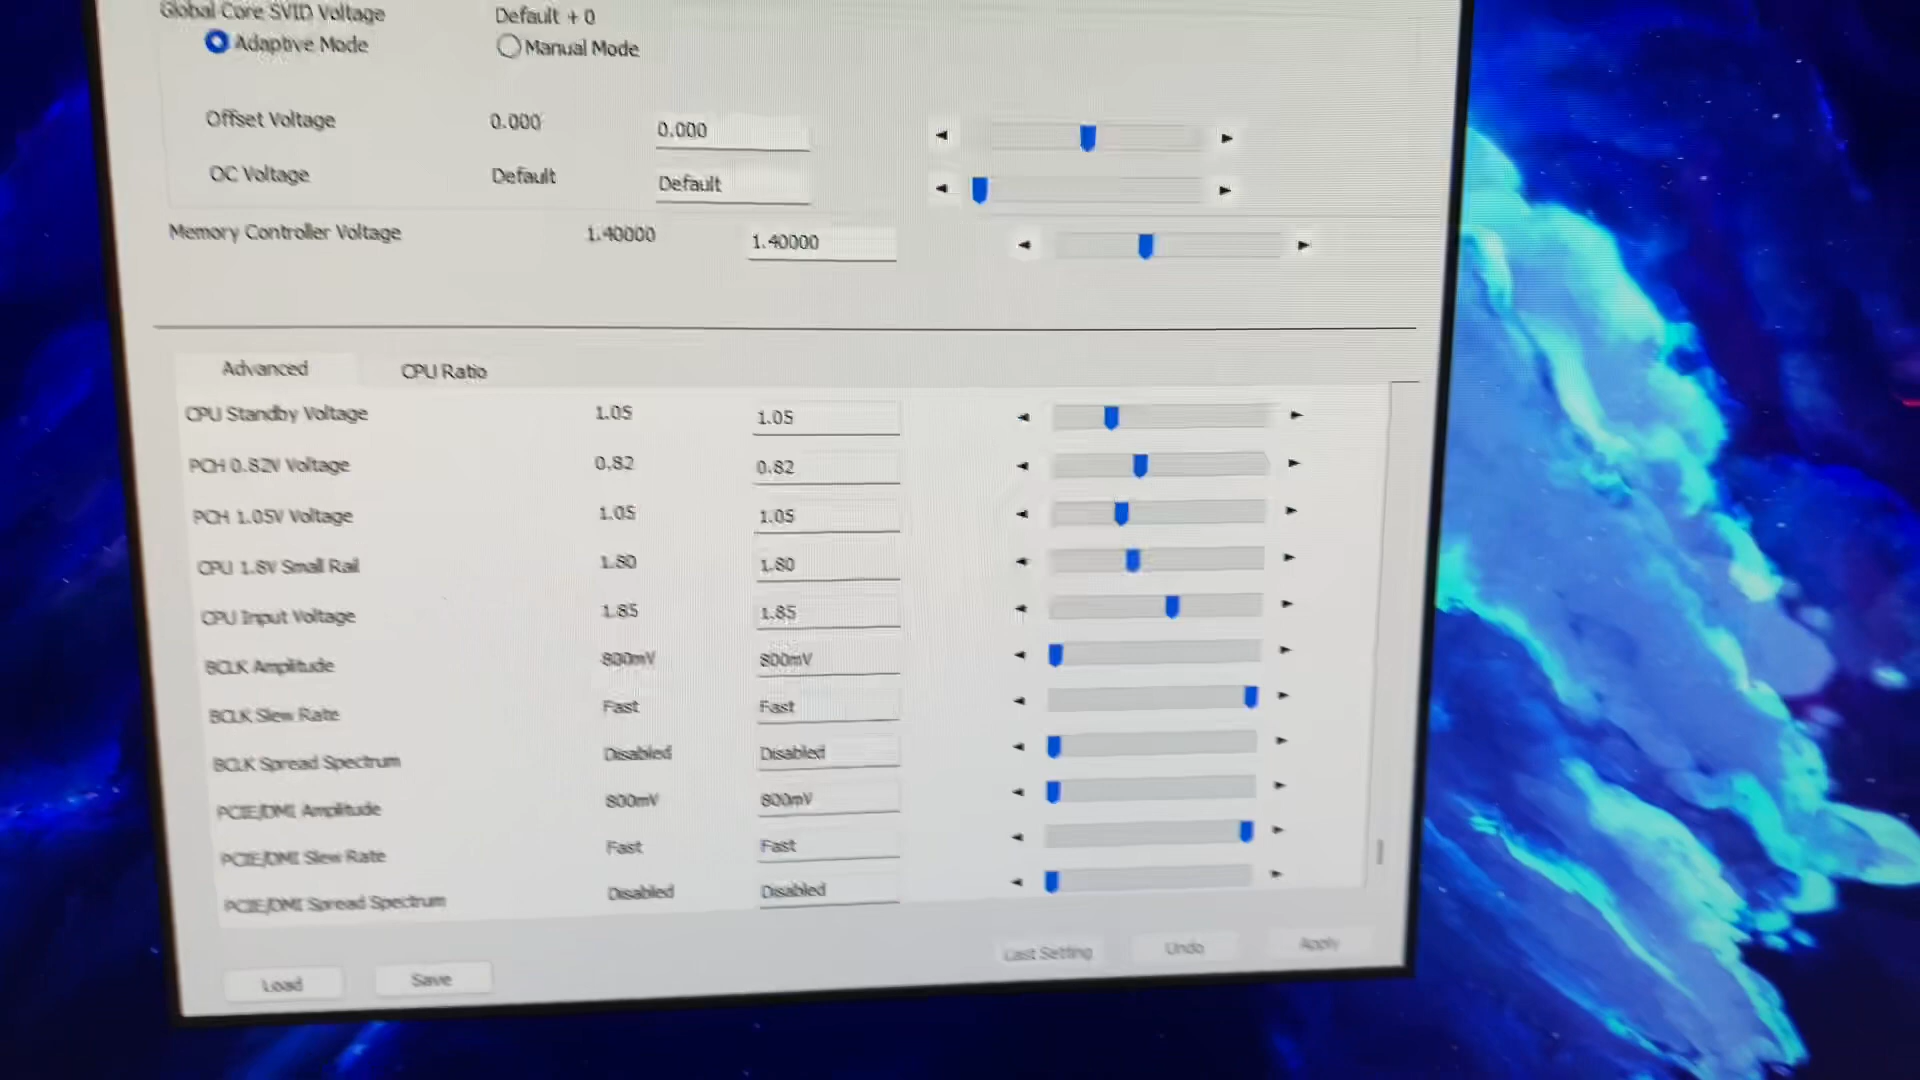 Global Core SVID Voltage Default + 0
Adaptive Mode Manual Mode
Offset Voltage 0.000 0.000
OC Voltage Default Default
Memory Controller Voltage 1.40000 1.40000
Advanced CPU Ratio
CPU Standby Voltage 1.05 1.05
PCH 0.82V Voltage 0.82 0.82
PCH 1.05V Voltage 1.05 1.05
CPU 1.8V Small Rail 1.80 1.80
CPU Input Voltage 1.85 1.85
BCLK Amplitude 800mV 800mV
BCLK Slew Rate Fast Fast
BCLK Spread Spectrum Disabled Disabled
PCIE/DMI Amplitude 800mV 800mV
PCIE/DMI Slew Rate Fast Fast
PCIE/DMI Spread Spectrum Disabled Disabled
Load Save Last Setting Undo Apply